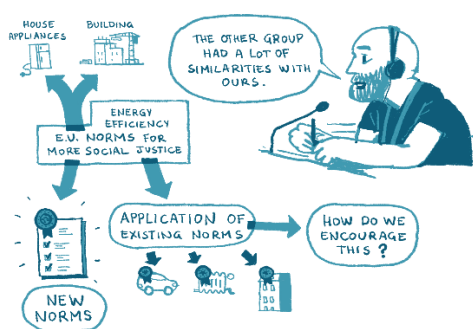 HOUSE
APPLIANCES
BUILDING
THE OTHER GROUP
HAD A LOT OF
SIMILARITIES WITH
OURS.
ENERGY
EFFICIENCY
E.U. NORMS FOR
MORE SOCIAL JUSTICE
APPLICATION OF
EXISTING NORMS
HOW DO WE
ENCOURAGE
THIS ?
NEW
NORMS